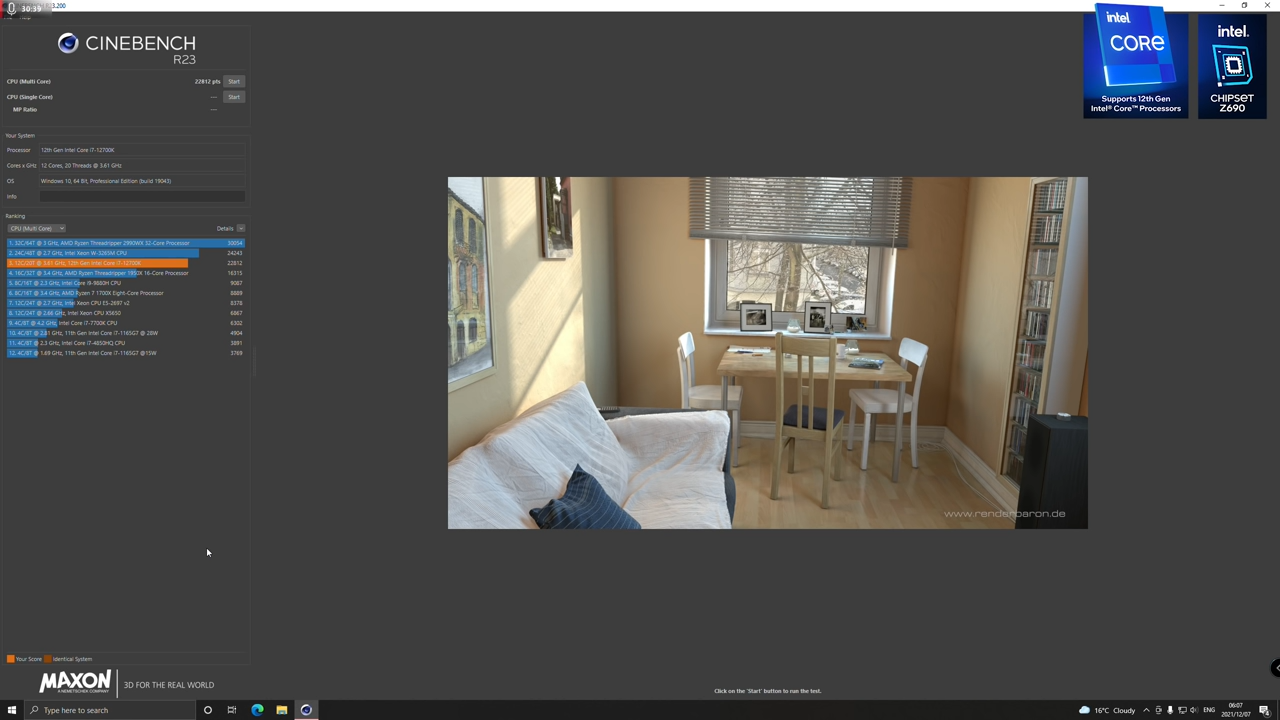 30:39
R23.200
CINEBENCH
R23
CPU (Multi Core) 22812 pts Start
CPU (Single Core) --- Start
MP Ratio ---
Your System
Processor 12th Gen Intel Core i7-12700K
Cores x GHz 12 Cores, 20 Threads @ 3.61 GHz
OS Windows 10, 64 Bit, Professional Edition (build 19043)
Info
Ranking
CPU (Multi Core) Details
1. 32C/64T @ 3 GHz, AMD Ryzen Threadripper 2990WX 32-Core Processor 30054
2. 24C/48T @ 2.7 GHz, Intel Xeon W-3265M CPU 24243
3. 12C/20T @ 3.61 GHz, 12th Gen Intel Core i7-12700K 22812
4. 16C/32T @ 3.4 GHz, AMD Ryzen Threadripper 1950X 16-Core Processor 16315
5. 8C/16T @ 2.3 GHz, Intel Core i9-9880H CPU 9087
6. 8C/16T @ 3.4 GHz, AMD Ryzen 7 1700X Eight-Core Processor 8889
7. 12C/24T @ 2.7 GHz, Intel Xeon CPU E5-2697 v2 8378
8. 12C/24T @ 2.66 GHz, Intel Xeon CPU X5650 6867
9. 4C/8T @ 4.2 GHz, Intel Core i7-7700K CPU 6302
10. 4C/8T @ 2.81 GHz, 11th Gen Intel Core i7-1165G7 @ 28W 4904
11. 4C/8T @ 2.3 GHz, Intel Core i7-4850HQ CPU 3891
12. 4C/8T @ 1.69 GHz, 11th Gen Intel Core i7-1165G7 @15W 3769
Your Score Identical System
MAXON
A NEMETSCHEK COMPANY
3D FOR THE REAL WORLD
intel
CORE
Supports 12th Gen
Intel® Core™ Processors
intel.
CHIPSET
Z690
www.renderbaron.de
Click on the 'Start' button to run the test.
Type here to search
16°C Cloudy
ENG
06:07
2021/12/07